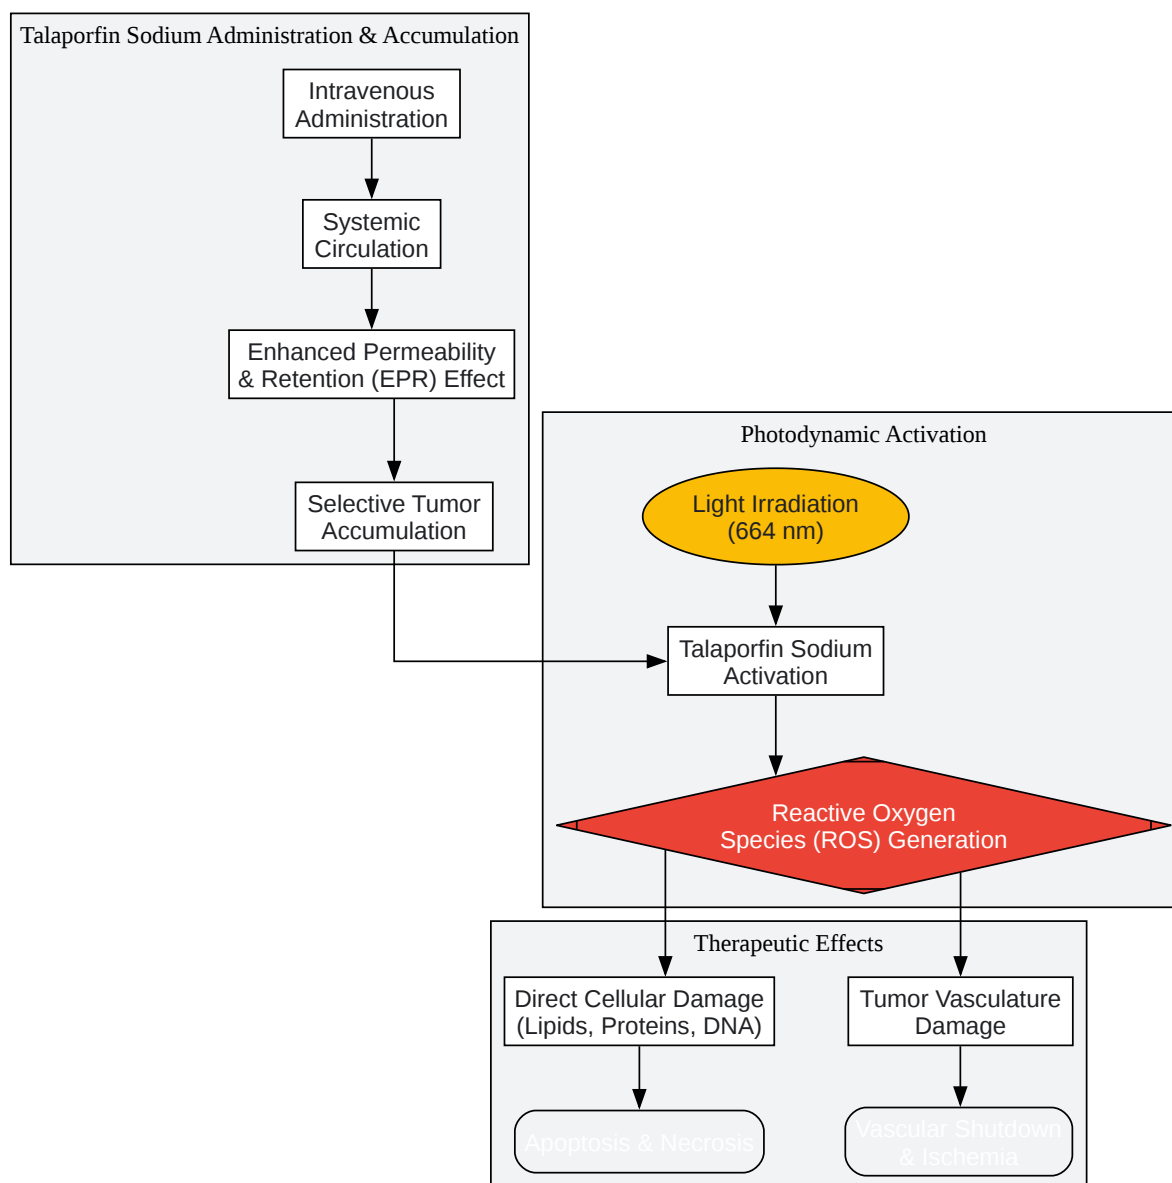 Talaporfin Sodium Administration & Accumulation
Intravenous
Administration
Systemic
Circulation
Enhanced Permeability
& Retention (EPR) Effect
Selective Tumor
Accumulation
Photodynamic Activation
Light Irradiation
(664 nm)
Talaporfin Sodium
Activation
Reactive Oxygen
Species (ROS) Generation
Therapeutic Effects
Direct Cellular Damage
(Lipids, Proteins, DNA)
Tumor Vasculature
Damage
Apoptosis & Necrosis
Vascular Shutdown
& Ischemia